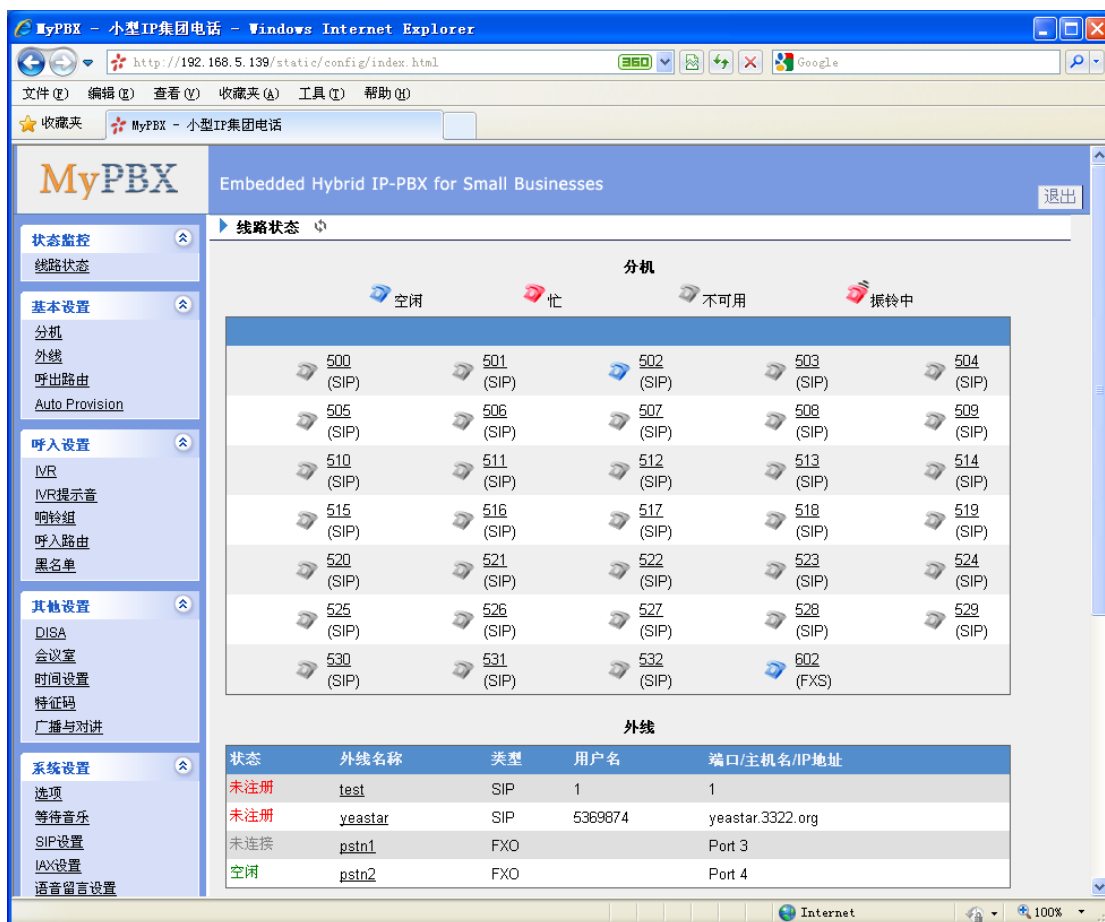 MyPBX - 小型IP集团电话 - Windows Internet Explorer
http://192.168.5.139/static/config/index.html
360
Google
文件(F) 编辑(E) 查看(V) 收藏夹(A) 工具(T) 帮助(H)
收藏夹 MyPBX - 小型IP集团电话
MyPBX
Embedded Hybrid IP-PBX for Small Businesses
退出
状态监控
线路状态
基本设置
分机
外线
呼出路由
Auto Provision
呼入设置
IVR
IVR提示音
响铃组
呼入路由
黑名单
其他设置
DISA
会议室
时间设置
特征码
广播与对讲
系统设置
选项
等待音乐
SIP设置
IAX设置
语音留言设置
线路状态
分机
空闲 忙 不可用 振铃中
500 501 502 503 504
(SIP) (SIP) (SIP) (SIP) (SIP)
505 506 507 508 509
(SIP) (SIP) (SIP) (SIP) (SIP)
510 511 512 513 514
(SIP) (SIP) (SIP) (SIP) (SIP)
515 516 517 518 519
(SIP) (SIP) (SIP) (SIP) (SIP)
520 521 522 523 524
(SIP) (SIP) (SIP) (SIP) (SIP)
525 526 527 528 529
(SIP) (SIP) (SIP) (SIP) (SIP)
530 531 532 602
(SIP) (SIP) (SIP) (FXS)
外线
状态 外线名称 类型 用户名 端口/主机名/IP地址
未注册 test SIP 1 1
未注册 yeastar SIP 5369874 yeastar.3322.org
未连接 pstn1 FXO Port 3
空闲 pstn2 FXO Port 4
Internet 100%